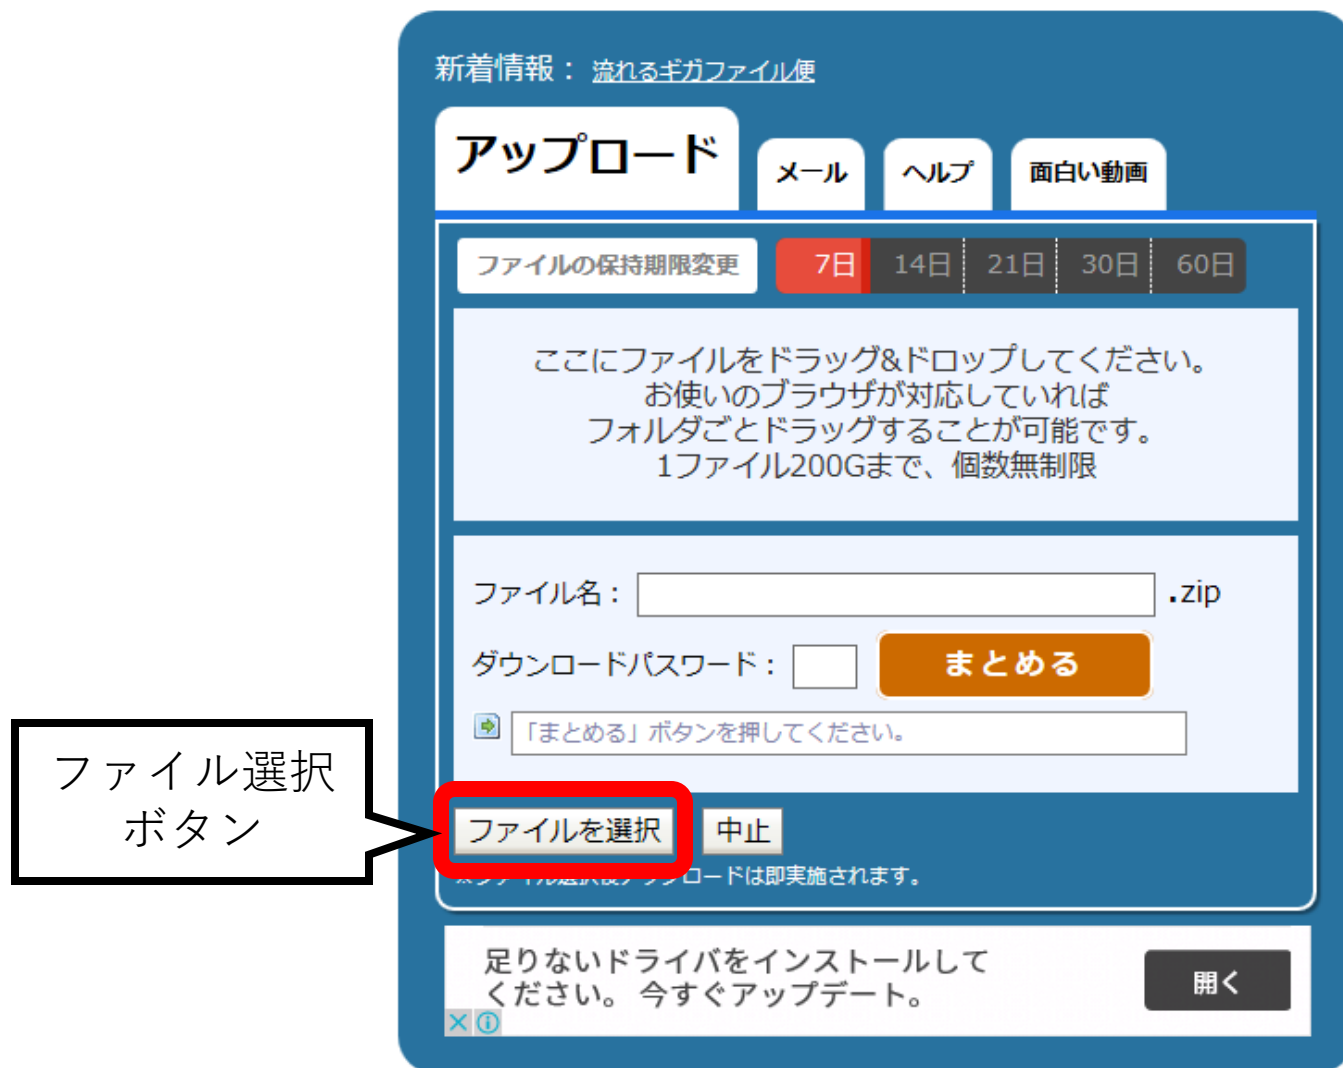 新着情報： 流れるギガファイル便
アップロード
メール
ヘルプ
面白い動画
ファイルの保持期限変更
7日
14日
21日
30日
60日
ここにファイルをドラッグ&ドロップしてください。
お使いのブラウザが対応していれば
フォルダごとドラッグすることが可能です。
1ファイル200Gまで、個数無制限
ファイル名：
.zip
ダウンロードパスワード：
まとめる
「まとめる」ボタンを押してください。
ファイル選択
ボタン
ファイルを選択
中止
※ファイル選択後アップロードは即実施されます。
足りないドライバをインストールして
ください。 今すぐアップデート。
開く